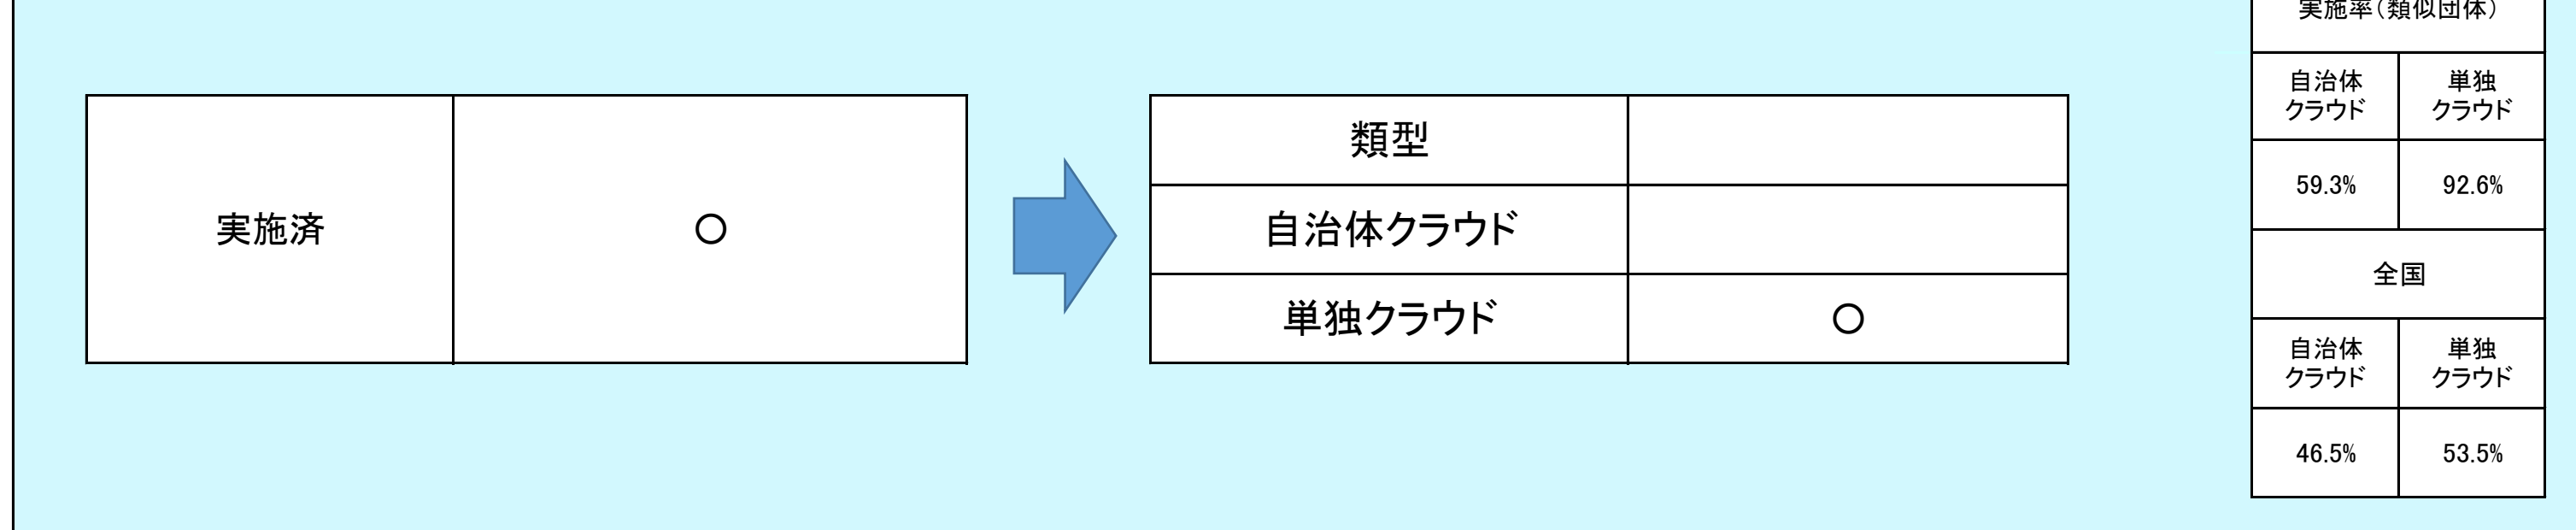 実施済 ○
類型
自治体クラウド
単独クラウド ○
実施率(類似団体)
自治体 単独
クラウド クラウド
59.3% 92.6%
全国
自治体 単独
クラウド クラウド
46.5% 53.5%